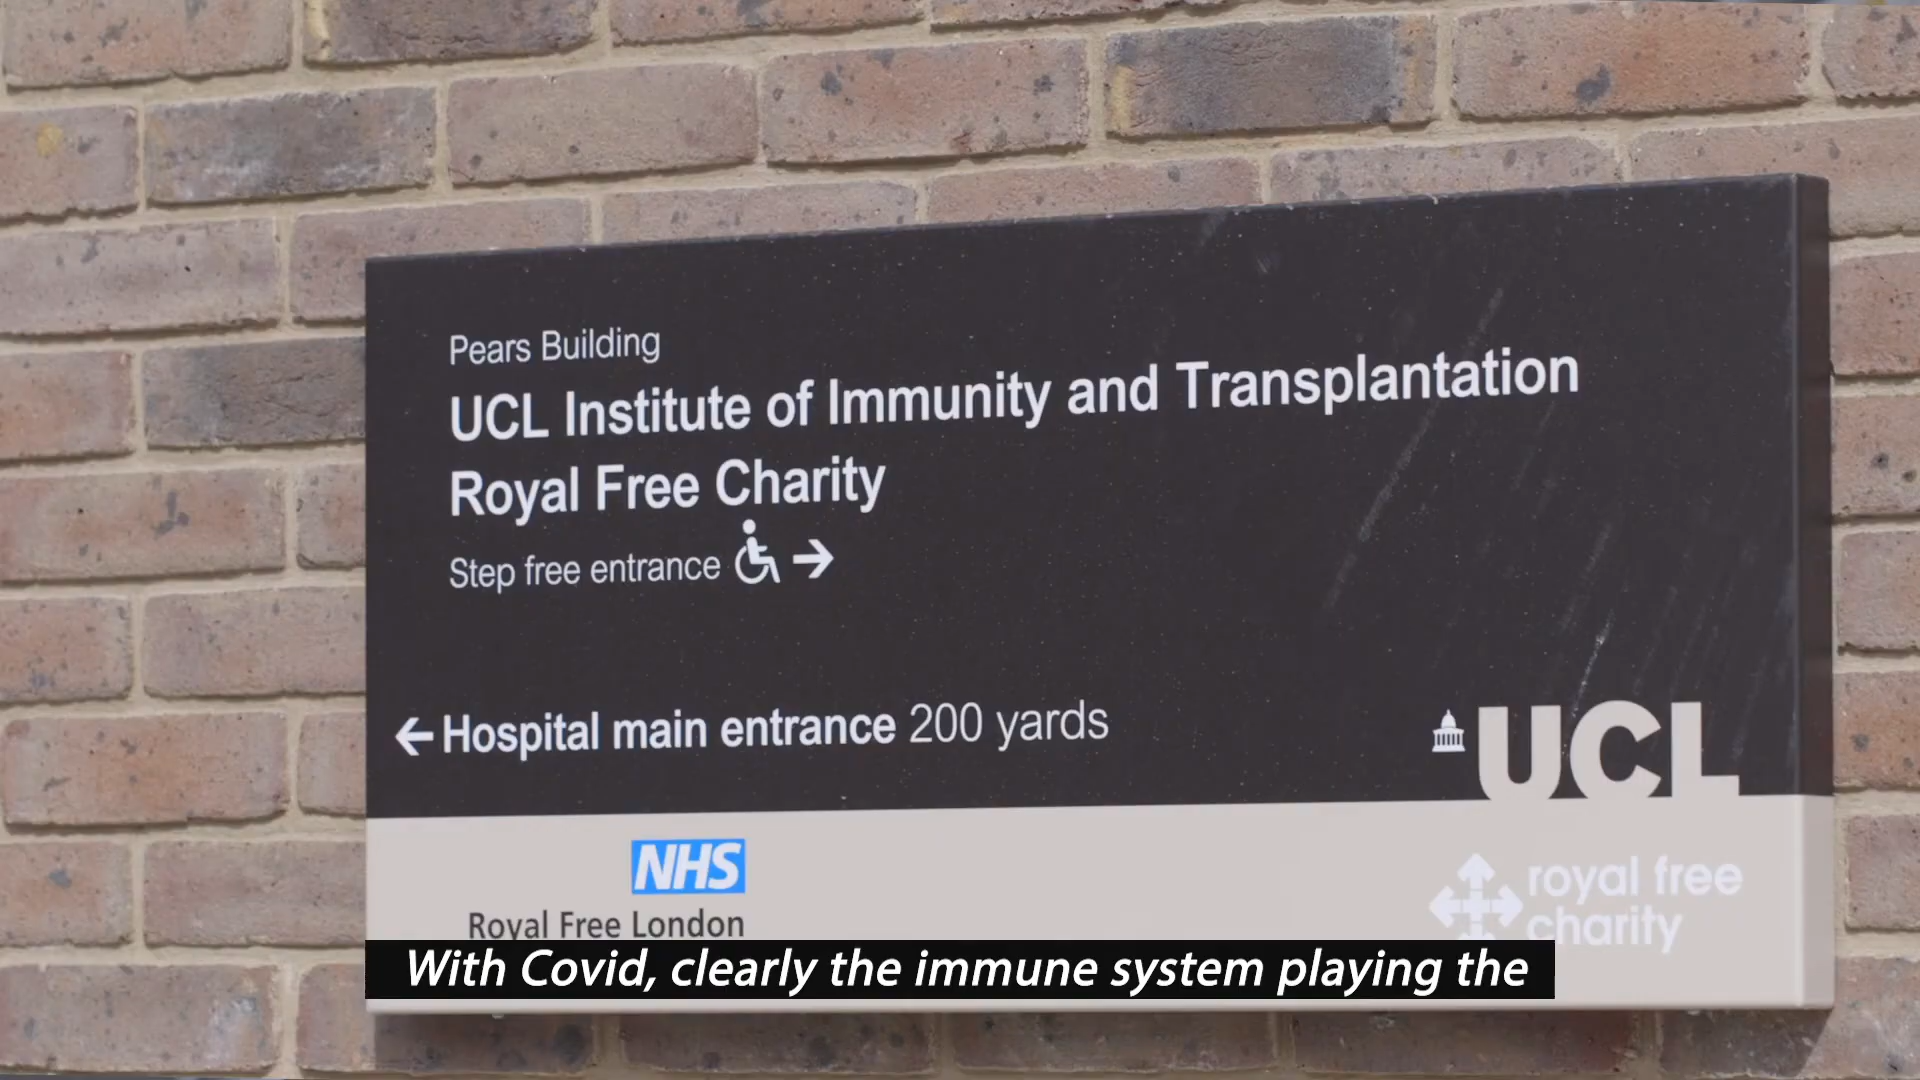 Pears Building
UCL Institute of Immunity and Transplantation
Royal Free Charity
Step free entrance
Hospital main entrance 200 yards
UCL
NHS
Royal Free London
royal free
charity
With Covid, clearly the immune system playing the